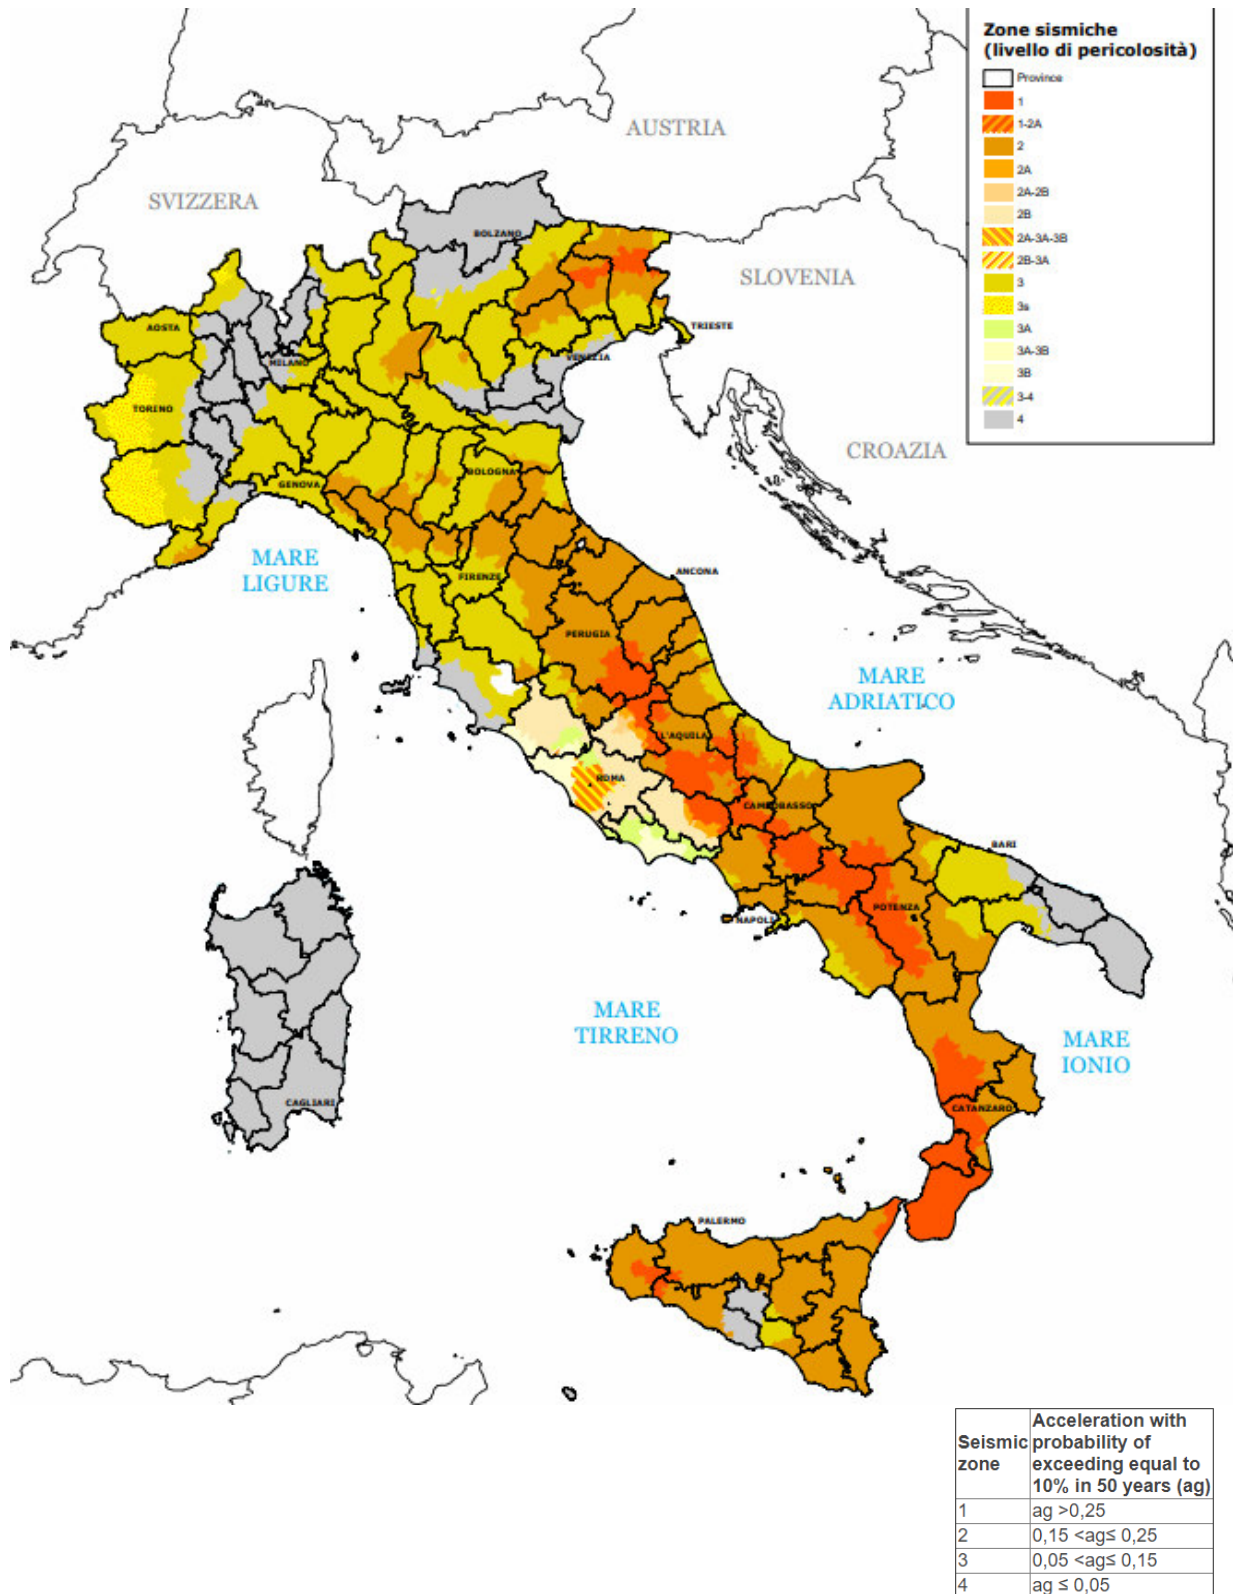 Zone sismiche
(livello di pericolosità)
Province
1
1-2A
2
2A
2A-2B
2B
2A-3A-3B
2B-3A
3
3s
3A
3A-3B
3B
3-4
4
AUSTRIA
SVIZZERA
BOLZANO
SLOVENIA
AOSTA
TRIESTE
MILANO
VENEZIA
TORINO
CROAZIA
BOLOGNA
GENOVA
MARE
LIGURE
FIRENZE
ANCONA
PERUGIA
MARE
ADRIATICO
L'AQUILA
ROMA
CAMPOBASSO
BARI
POTENZA
NAPOLI
MARE
TIRRENO
MARE
IONIO
CAGLIARI
CATANZARO
PALERMO
Seismic zone
Acceleration with
probability of
exceeding equal to
10% in 50 years (ag)
1 ag >0,25
2 0,15 <ag≤ 0,25
3 0,05 <ag≤ 0,15
4 ag ≤ 0,05